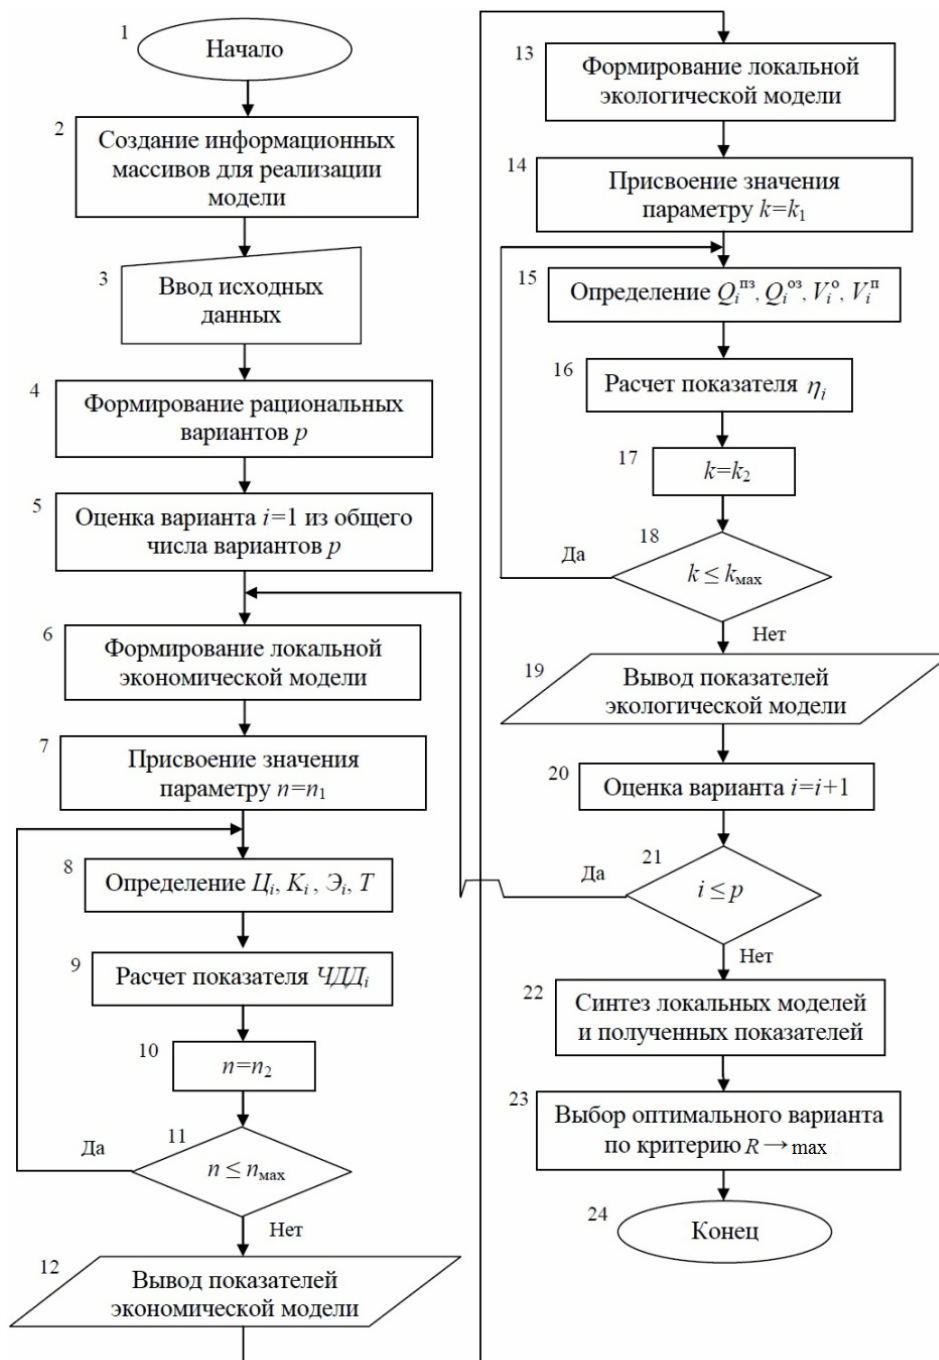 1
Начало
2
Создание информационных
массивов для реализации
модели
3
Ввод исходных
данных
4
Формирование рациональных
вариантов p
5
Оценка варианта i=1 из общего
числа вариантов p
6
Формирование локальной
экономической модели
7
Присвоение значения
параметру n=n₁
8
Определение Цᵢ, Kᵢ , Эᵢ, T
9
Расчет показателя ЧДДᵢ
10
n=n₂
11
Да
n ≤ nмах
Нет
12
Вывод показателей
экономической модели
13
Формирование локальной
экологической модели
14
Присвоение значения
параметру k=k₁
15
Определение Qᵢпз, Qᵢоз, Vᵢо, Vᵢп
16
Расчет показателя ηᵢ
17
k=k₂
18
Да
k ≤ kмах
Нет
19
Вывод показателей
экологической модели
20
Оценка варианта i=i+1
21
Да
i ≤ p
Нет
22
Синтез локальных моделей
и полученных показателей
23
Выбор оптимального варианта
по критерию R → max
24
Конец